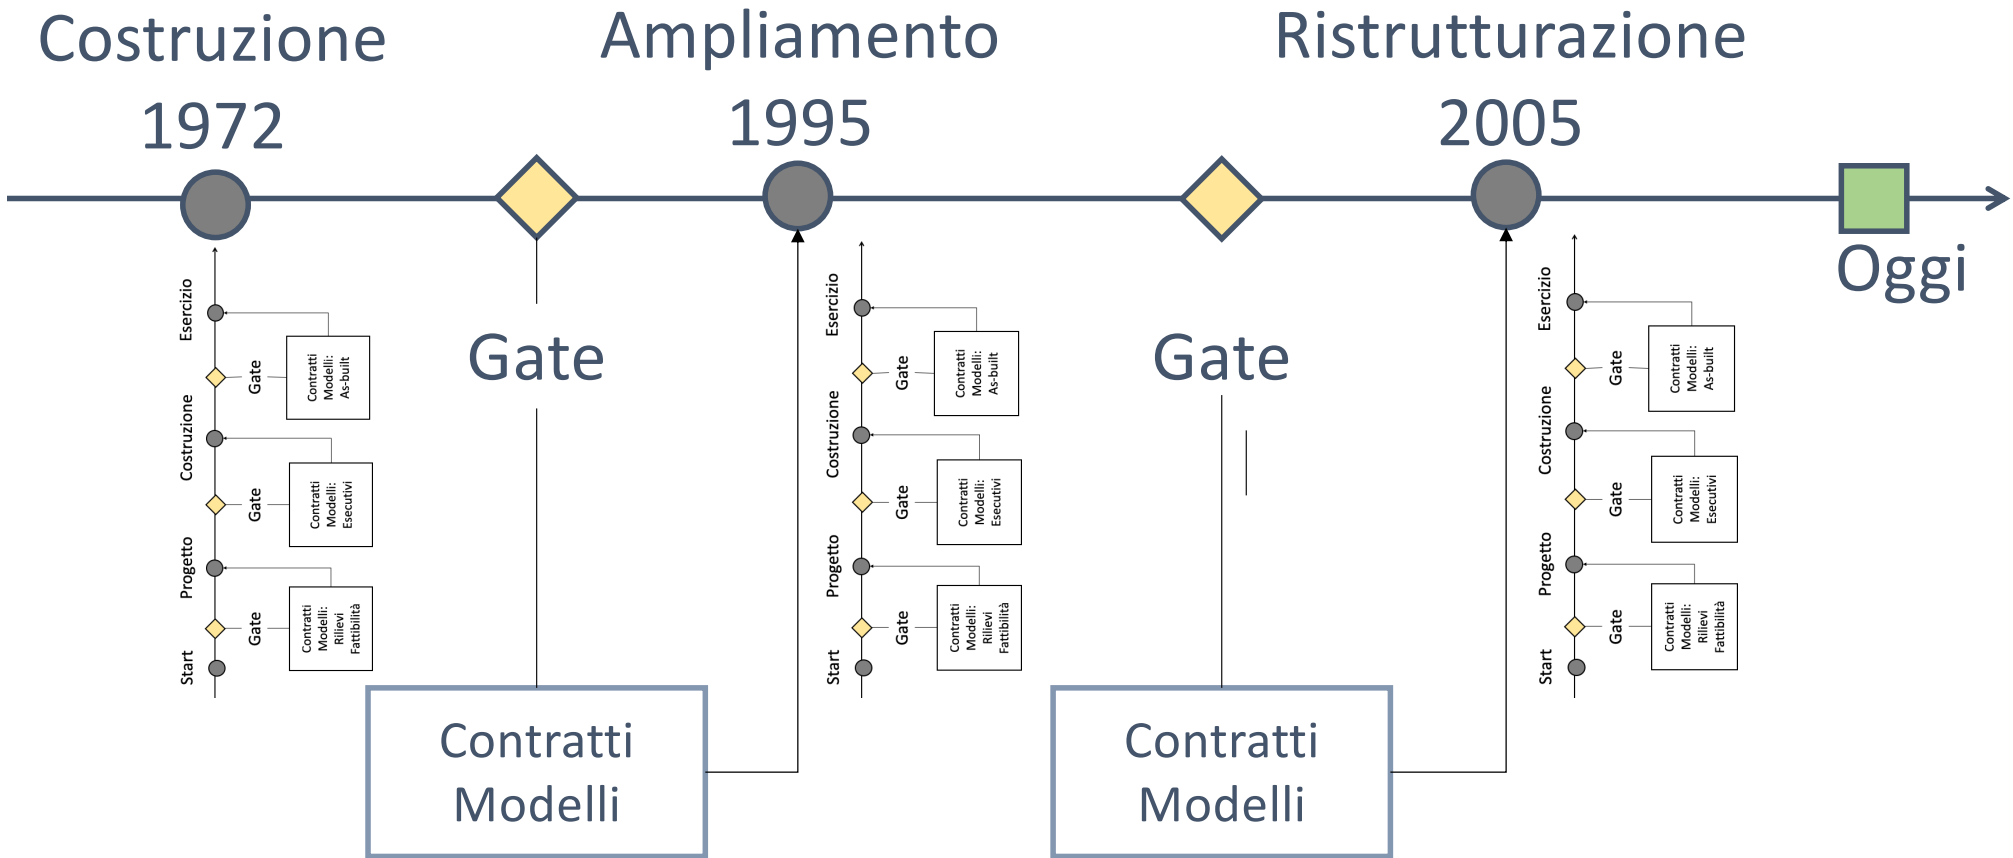 Costruzione
1972
Ampliamento
1995
Ristrutturazione
2005
Oggi
Gate
Contratti
Modelli
Gate
Contratti
Modelli
Start
Gate
Contratti
Modelli:
Rilievi
Fattibilità
Progetto
Gate
Contratti
Modelli:
Esecutivi
Costruzione
Gate
Contratti
Modelli:
As-built
Esercizio
Start
Gate
Contratti
Modelli:
Rilievi
Fattibilità
Progetto
Gate
Contratti
Modelli:
Esecutivi
Costruzione
Gate
Contratti
Modelli:
As-built
Esercizio
Start
Gate
Contratti
Modelli:
Rilievi
Fattibilità
Progetto
Gate
Contratti
Modelli:
Esecutivi
Costruzione
Gate
Contratti
Modelli:
As-built
Esercizio